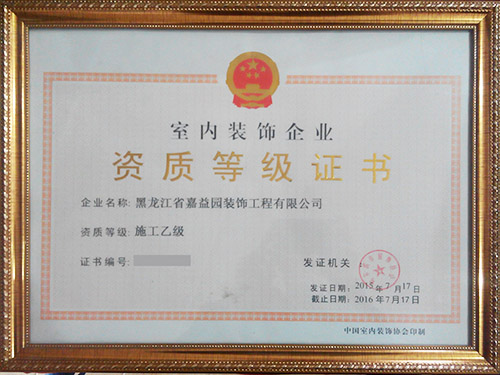 室内装饰企业
资质等级证书
企业名称: 黑龙江省嘉益园装饰工程有限公司
资质等级: 施工乙级
证书编号:
发证机关:
发证日期: 2015年7月17日
截止日期: 2016年7月17日
中国室内装饰协会印制